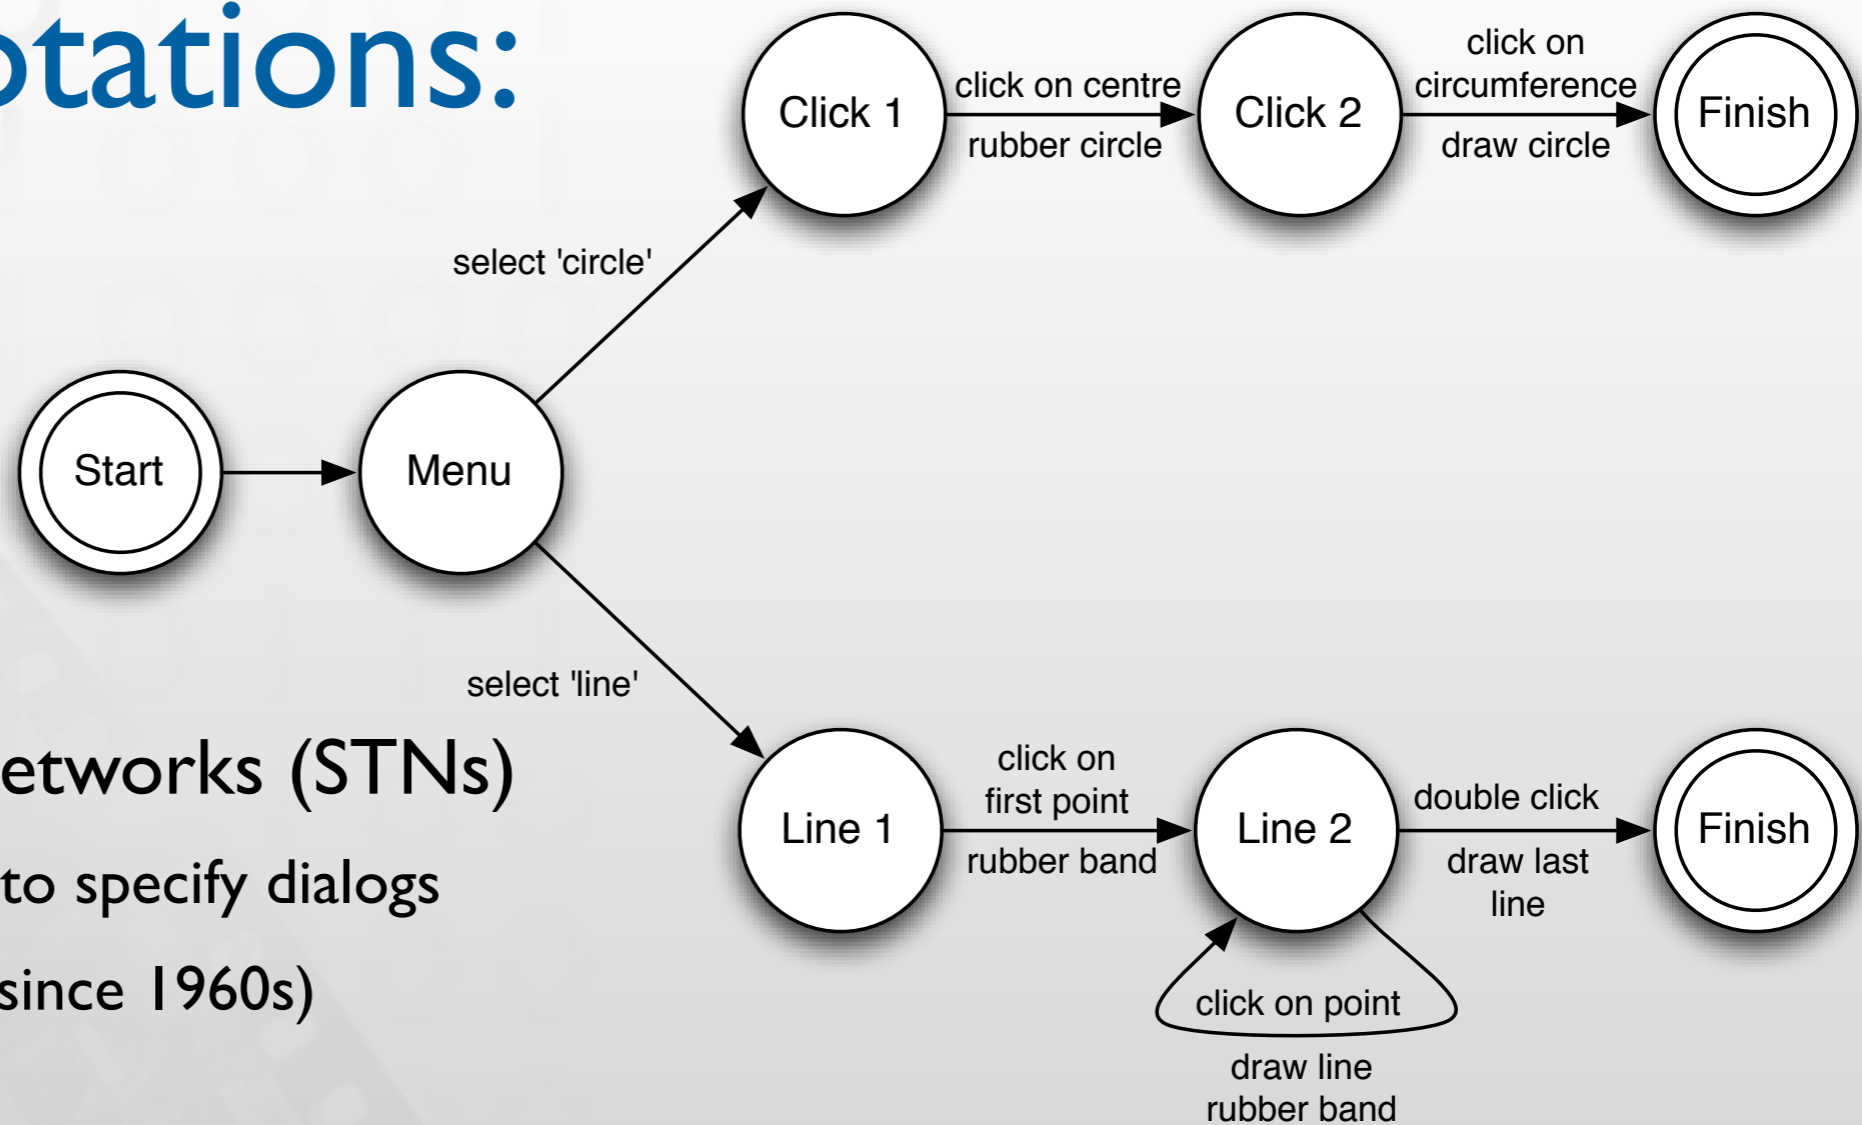 otations:
click on
circumference
click on centre
Click 1
Click 2
Finish
rubber circle
draw circle
select 'circle'
Start
Menu
select 'line'
etworks (STNs)
to specify dialogs
since 1960s)
click on
first point
double click
Line 1
Line 2
Finish
rubber band
draw last
line
click on point
draw line
rubber band